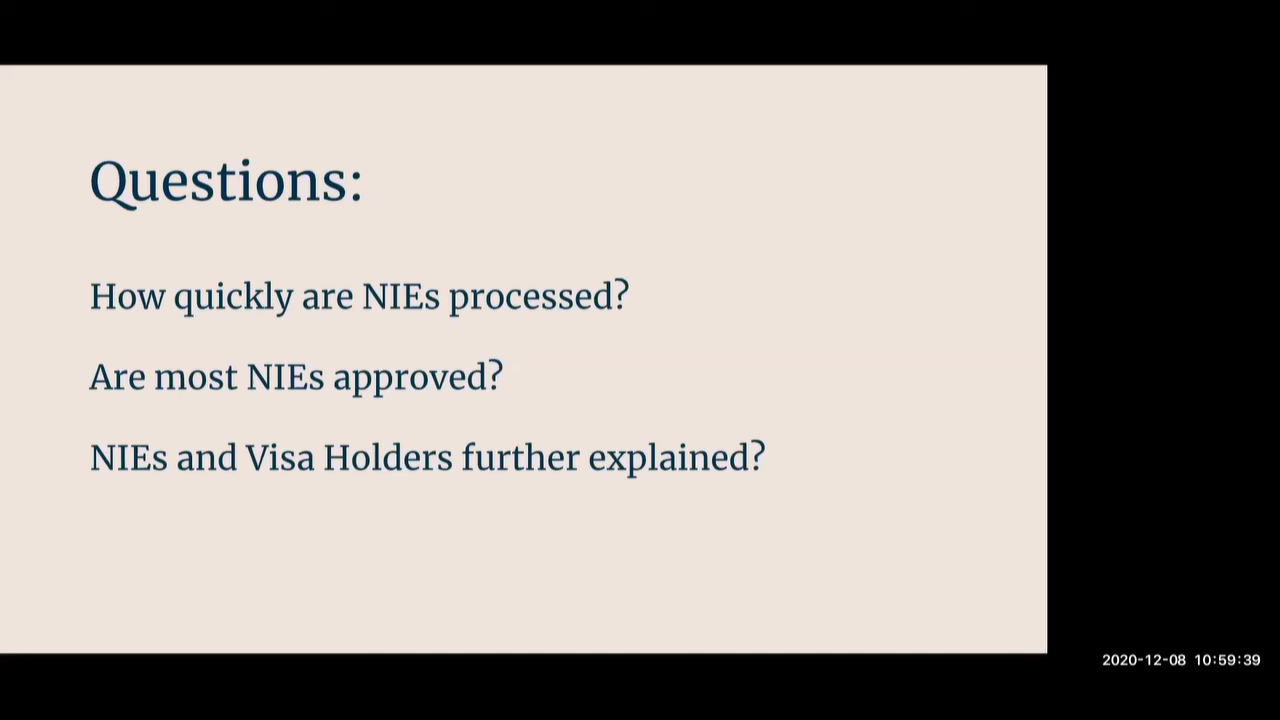 Questions:
How quickly are NIEs processed?
Are most NIEs approved?
NIEs and Visa Holders further explained?
2020-12-08 10:59:39